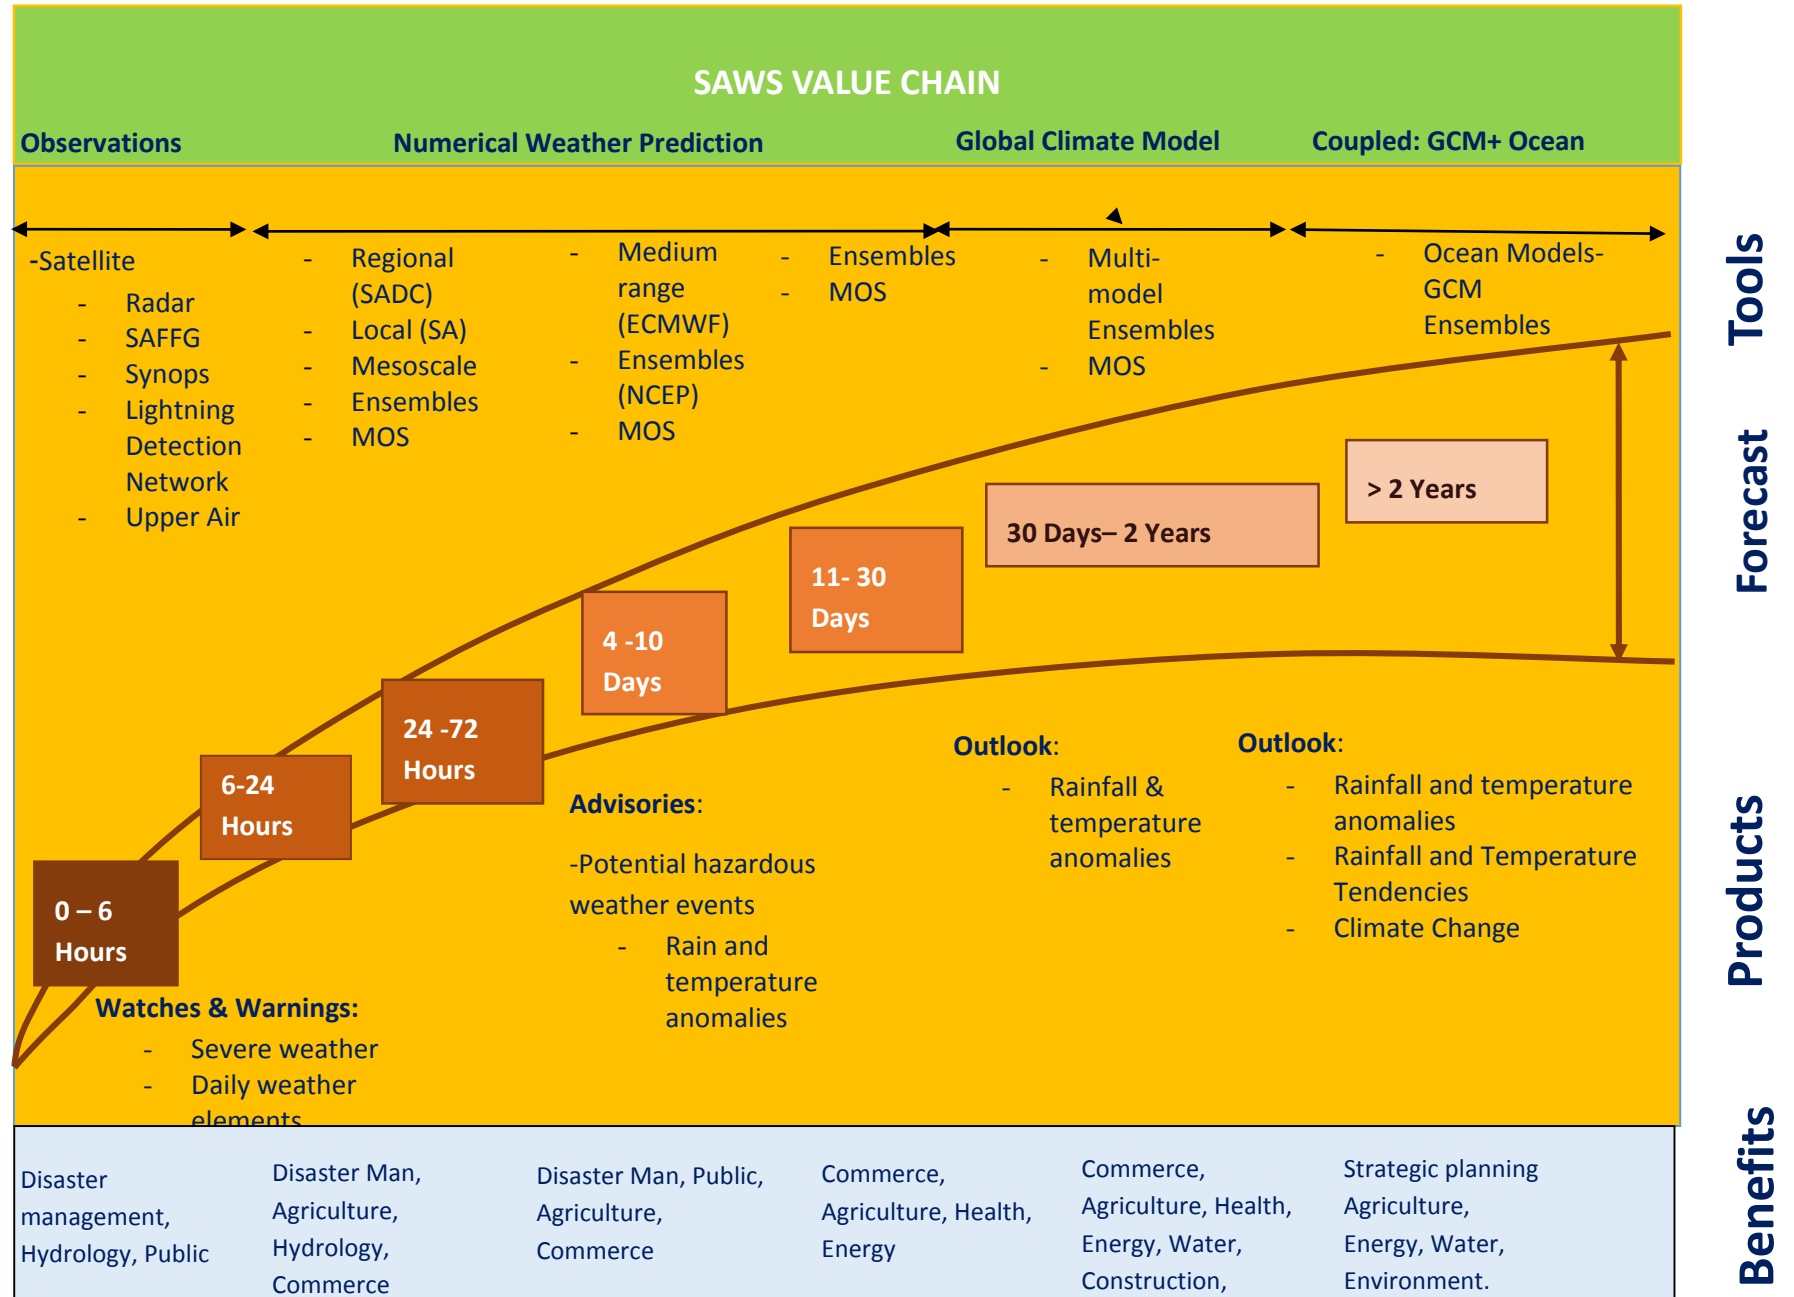 SAWS VALUE CHAIN
Observations
Numerical Weather Prediction
Global Climate Model
Coupled: GCM+ Ocean
-Satellite
- Radar
- SAFFG
- Synops
- Lightning
Detection
Network
- Upper Air
- Regional
(SADC)
- Local (SA)
- Mesoscale
- Ensembles
- MOS
- Medium
range
(ECMWF)
- Ensembles
(NCEP)
- MOS
- Ensembles
- MOS
- Multi-
model
Ensembles
- MOS
- Ocean Models-
GCM
Ensembles
Tools
0 – 6
Hours
6-24
Hours
24 -72
Hours
4 -10
Days
11- 30
Days
30 Days– 2 Years
> 2 Years
Forecast
Watches & Warnings:
- Severe weather
- Daily weather
elements
Advisories:
-Potential hazardous
weather events
- Rain and
temperature
anomalies
Outlook:
- Rainfall &
temperature
anomalies
Outlook:
- Rainfall and temperature
anomalies
- Rainfall and Temperature
Tendencies
- Climate Change
Products
Disaster
management,
Hydrology, Public
Disaster Man,
Agriculture,
Hydrology,
Commerce
Disaster Man, Public,
Agriculture,
Commerce
Commerce,
Agriculture, Health,
Energy
Commerce,
Agriculture, Health,
Energy, Water,
Construction,
Strategic planning
Agriculture,
Energy, Water,
Environment.
Benefits